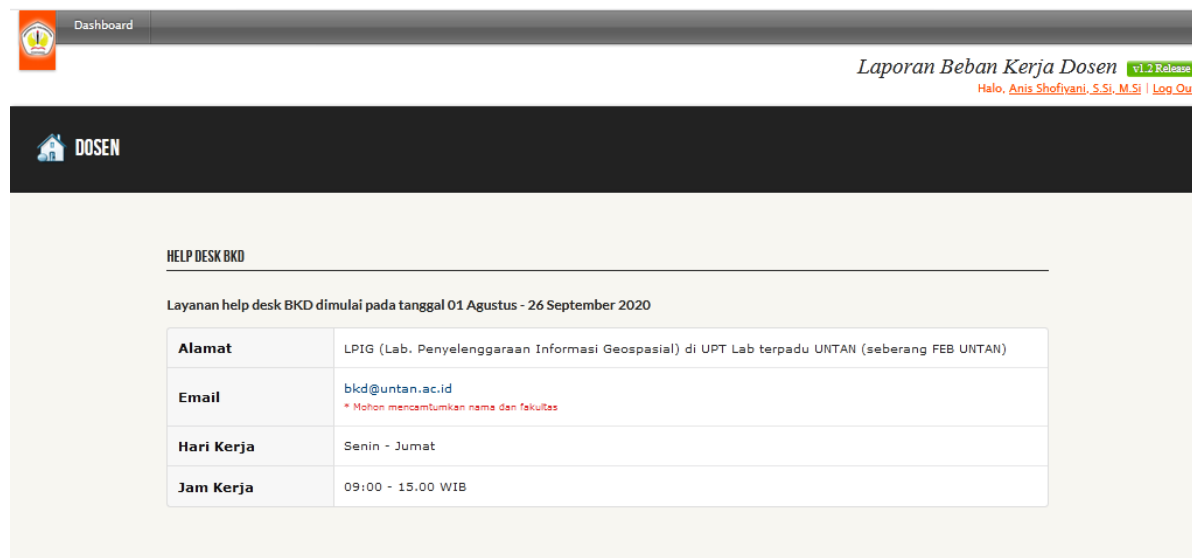 Dashboard
Laporan Beban Kerja Dosen v1.2 Release
Halo, Anis Shofiyani, S.Si, M.Si | Log Ou
DOSEN
HELP DESK BKD
Layanan help desk BKD dimulai pada tanggal 01 Agustus - 26 September 2020
Alamat LPIG (Lab. Penyelenggaraan Informasi Geospasial) di UPT Lab terpadu UNTAN (seberang FEB UNTAN)
Email bkd@untan.ac.id
* Mohon mencamtumkan nama dan fakultas
Hari Kerja Senin - Jumat
Jam Kerja 09:00 - 15.00 WIB